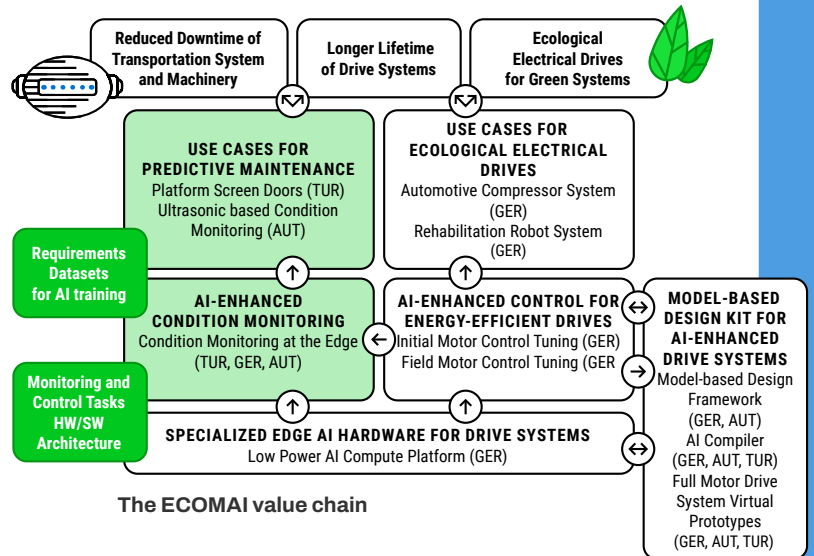 Reduced Downtime of
Transportation System
and Machinery
Longer Lifetime
of Drive Systems
Ecological
Electrical Drives
for Green Systems
USE CASES FOR
PREDICTIVE MAINTENANCE
Platform Screen Doors (TUR)
Ultrasonic based Condition
Monitoring (AUT)
USE CASES FOR
ECOLOGICAL ELECTRICAL
DRIVES
Automotive Compressor System
(GER)
Rehabilitation Robot System
(GER)
Requirements
Datasets
for AI training
AI-ENHANCED
CONDITION MONITORING
Condition Monitoring at the Edge
(TUR, GER, AUT)
AI-ENHANCED CONTROL FOR
ENERGY-EFFICIENT DRIVES
Initial Motor Control Tuning (GER)
Field Motor Control Tuning (GER
MODEL-BASED
DESIGN KIT FOR
AI-ENHANCED
DRIVE SYSTEMS
Model-based Design
Framework
(GER, AUT)
AI Compiler
(GER, AUT, TUR)
Full Motor Drive
System Virtual
Prototypes
(GER, AUT, TUR)
Monitoring and
Control Tasks
HW/SW
Architecture
SPECIALIZED EDGE AI HARDWARE FOR DRIVE SYSTEMS
Low Power AI Compute Platform (GER)
The ECOMAI value chain